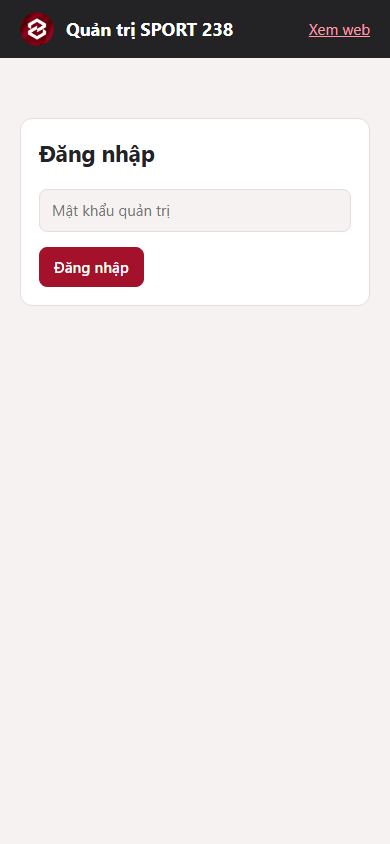 Quản trị SPORT 238
Xem web
Đăng nhập
Mật khẩu quản trị
Đăng nhập